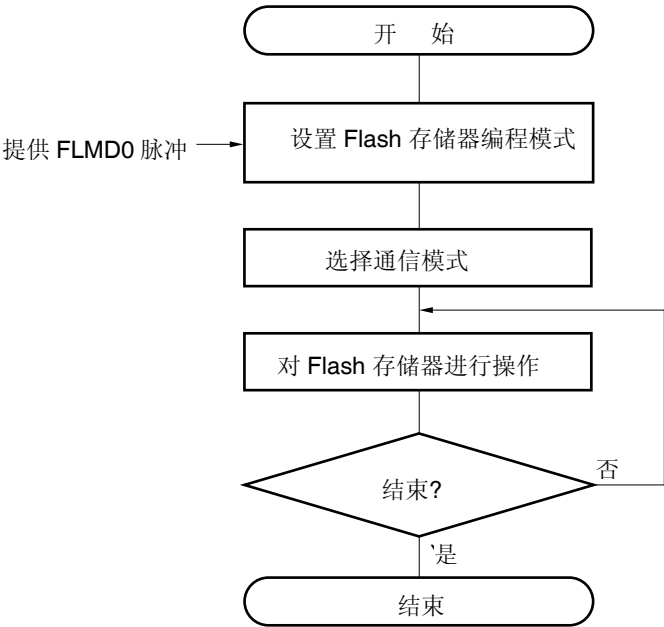 开 始
提供 FLMD0 脉冲
设置 Flash 存储器编程模式
选择通信模式
对 Flash 存储器进行操作
结束?
否
是
结束